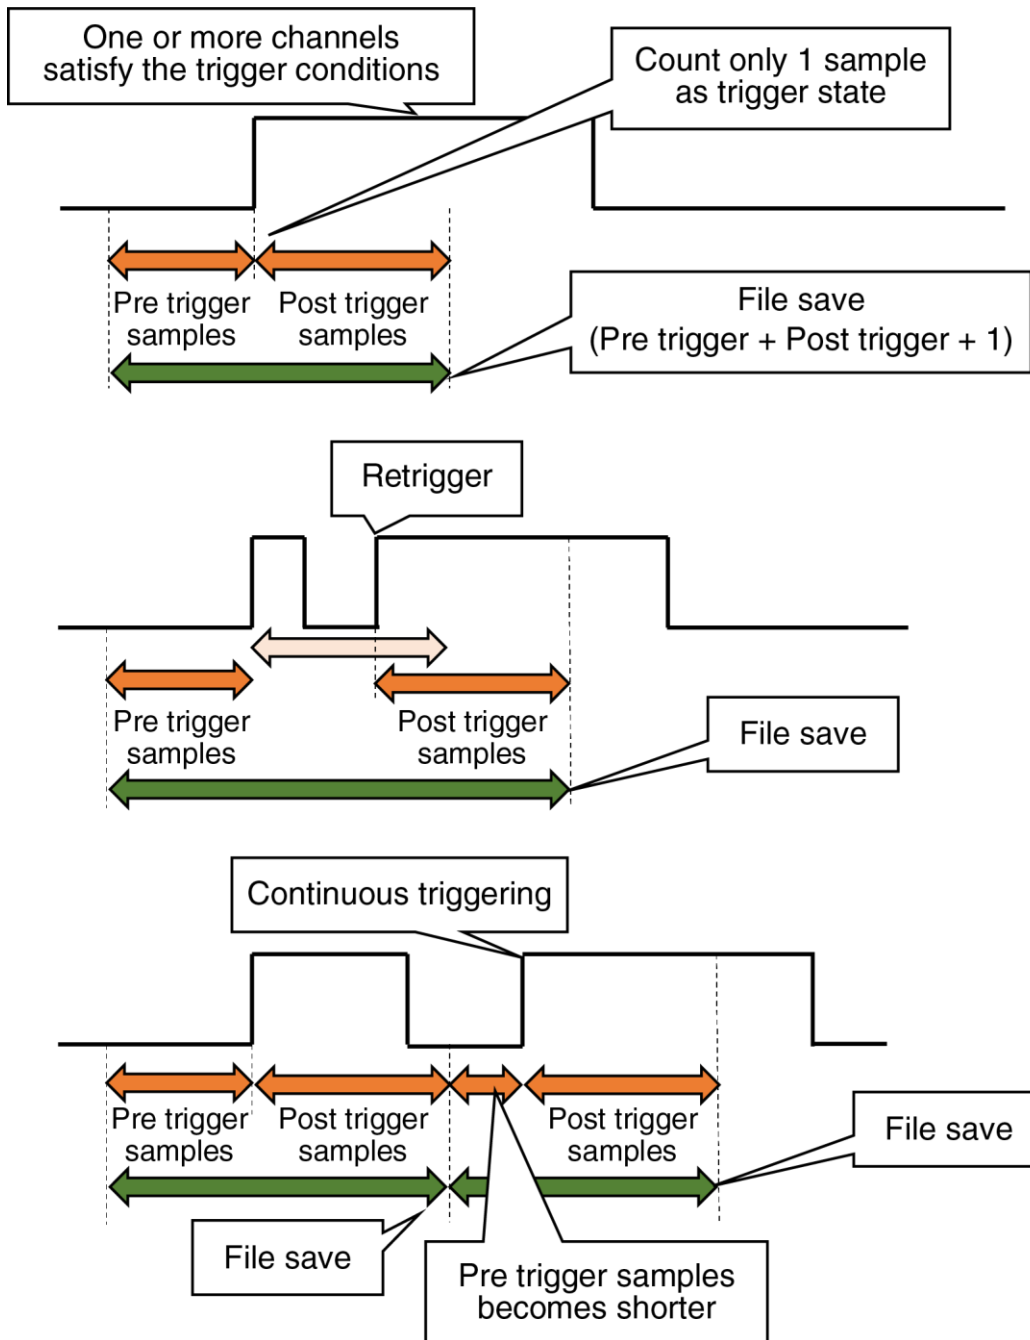 One or more channels
satisfy the trigger conditions
Count only 1 sample
as trigger state
Pre trigger
samples
Post trigger
samples
File save
(Pre trigger + Post trigger + 1)
Retrigger
Pre trigger
samples
Post trigger
samples
File save
Continuous triggering
Pre trigger
samples
Post trigger
samples
Post trigger
samples
File save
File save
Pre trigger samples
becomes shorter